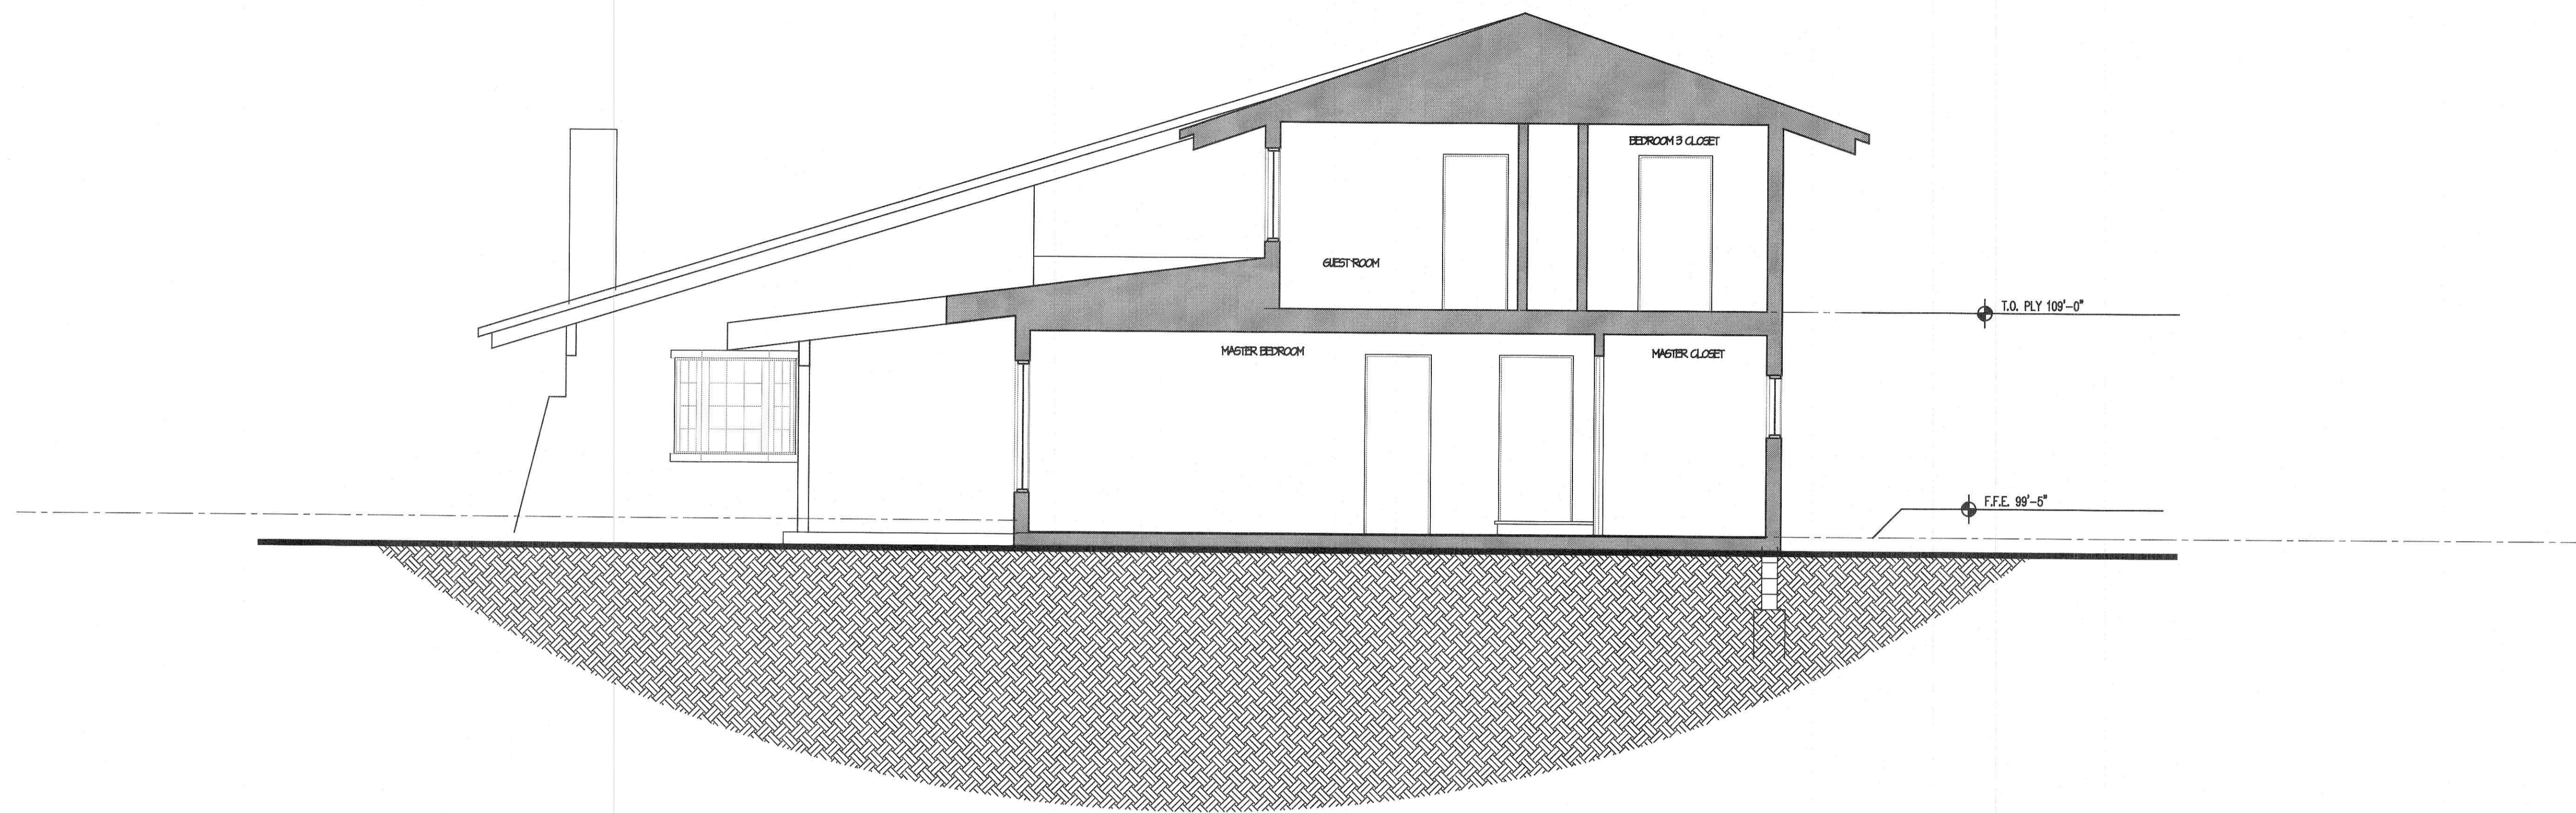 BEDROOM 3 CLOSET
GUEST ROOM
T.O. PLY 109'-0"
MASTER BEDROOM
MASTER CLOSET
F.F.E. 99'-5"